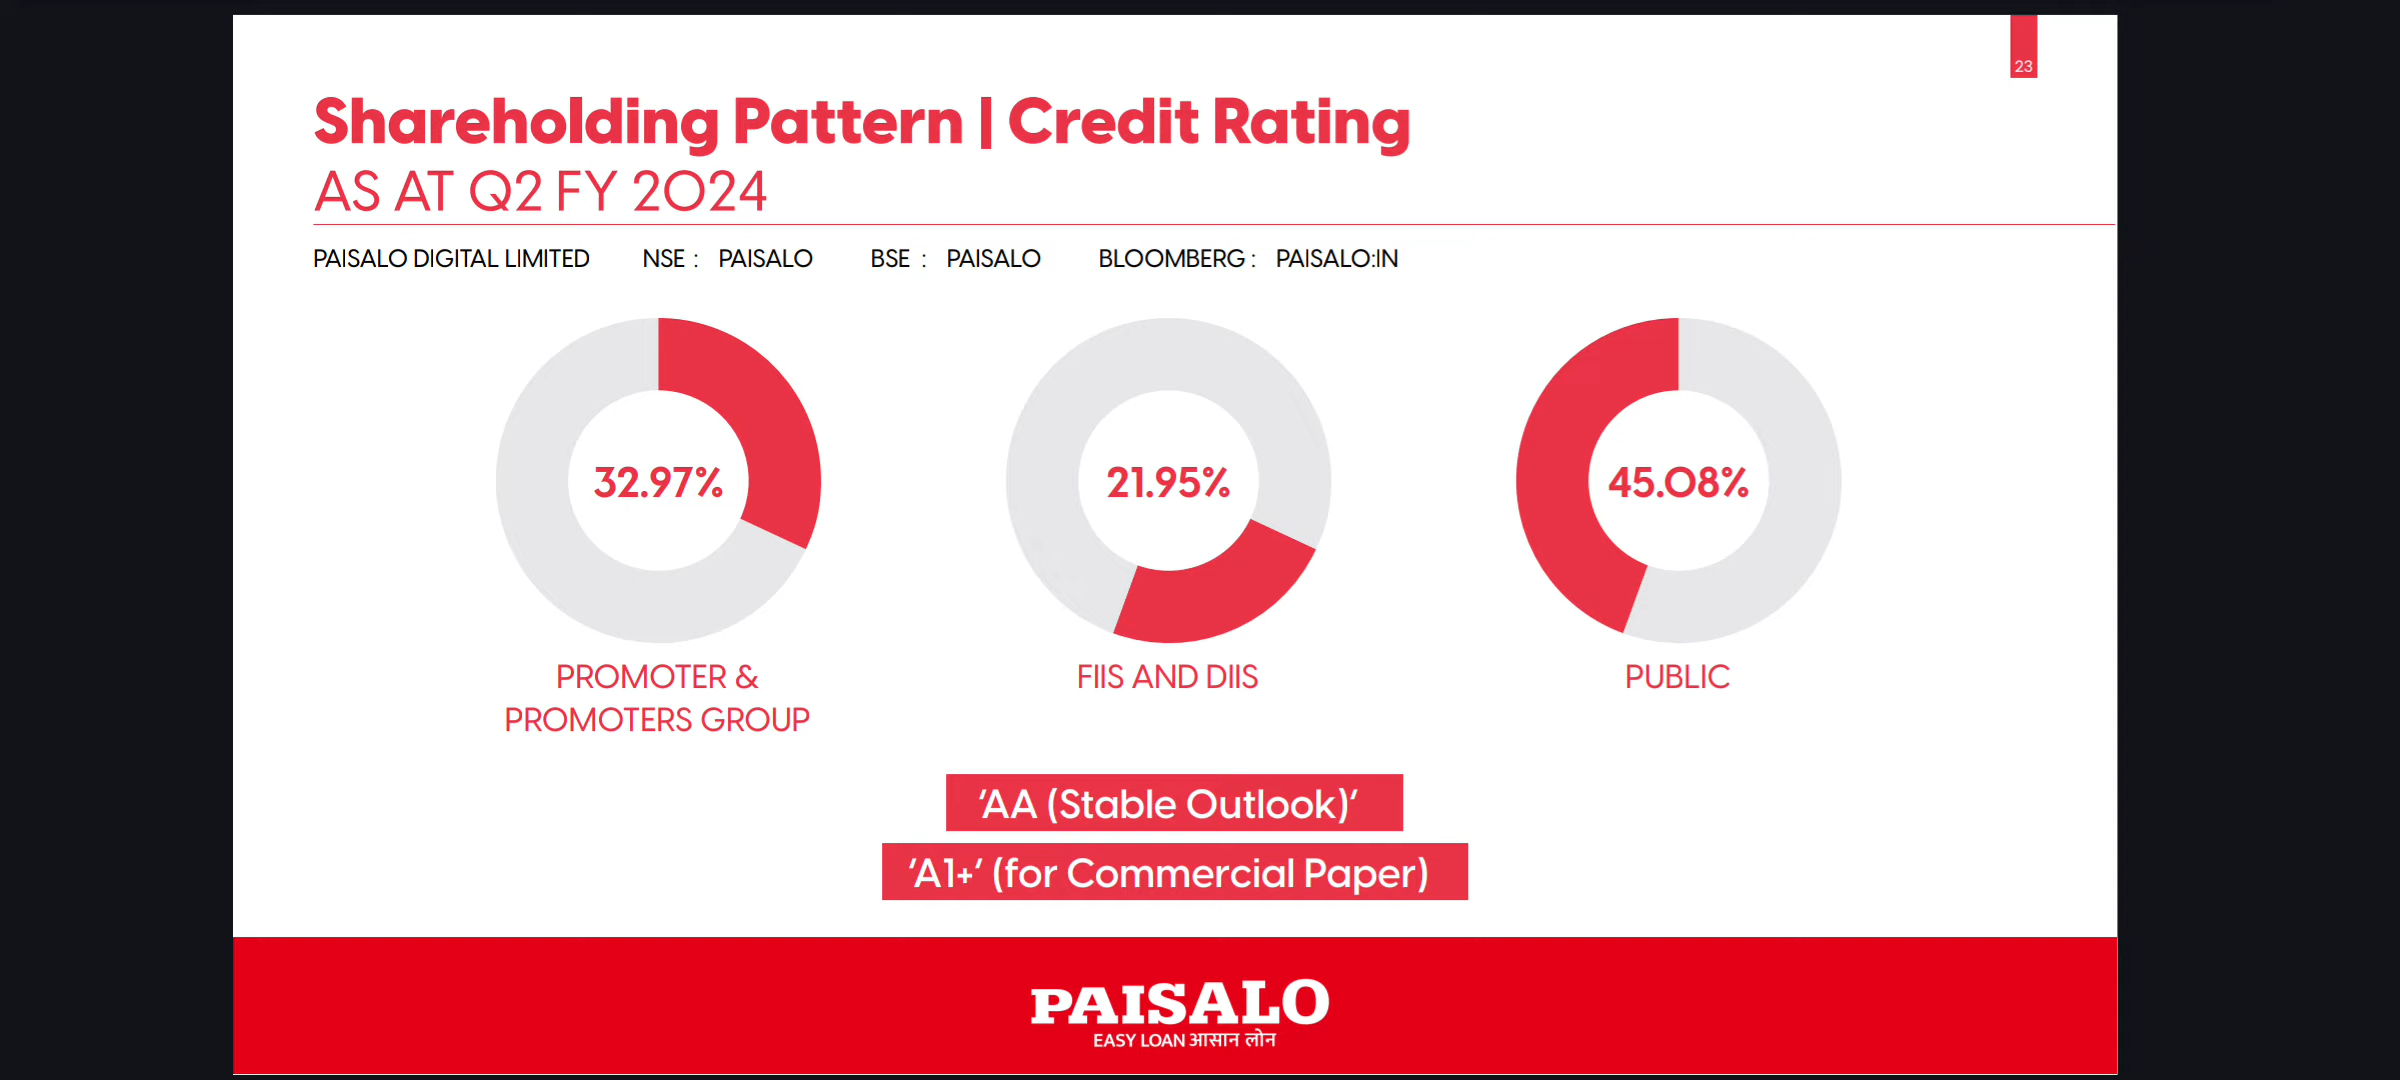 23
Shareholding Pattern | Credit Rating
AS AT Q2 FY 2024
PAISALO DIGITAL LIMITED NSE : PAISALO BSE : PAISALO BLOOMBERG : PAISALO:IN
32.97% 21.95% 45.08%
PROMOTER & FIIS AND DIIS PUBLIC
PROMOTERS GROUP
‘AA (Stable Outlook)‘
‘A1+‘ (for Commercial Paper)
PAISALO
EASY LOAN आसान लोन